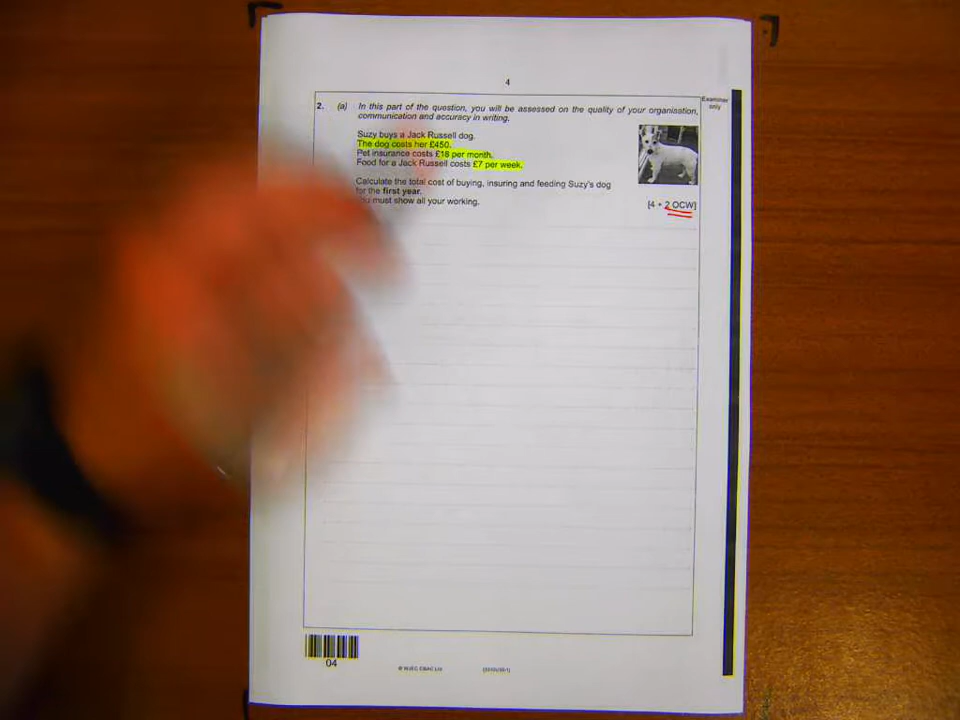 4
Examiner
only
2. (a) In this part of the question, you will be assessed on the quality of your organisation,
communication and accuracy in writing.
Suzy buys a Jack Russell dog.
The dog costs her £450.
Pet insurance costs £18 per month.
Food for a Jack Russell costs £7 per week.
Calculate the total cost of buying, insuring and feeding Suzy's dog
for the first year.
must show all your working.
[4 + 2 OCW]
04